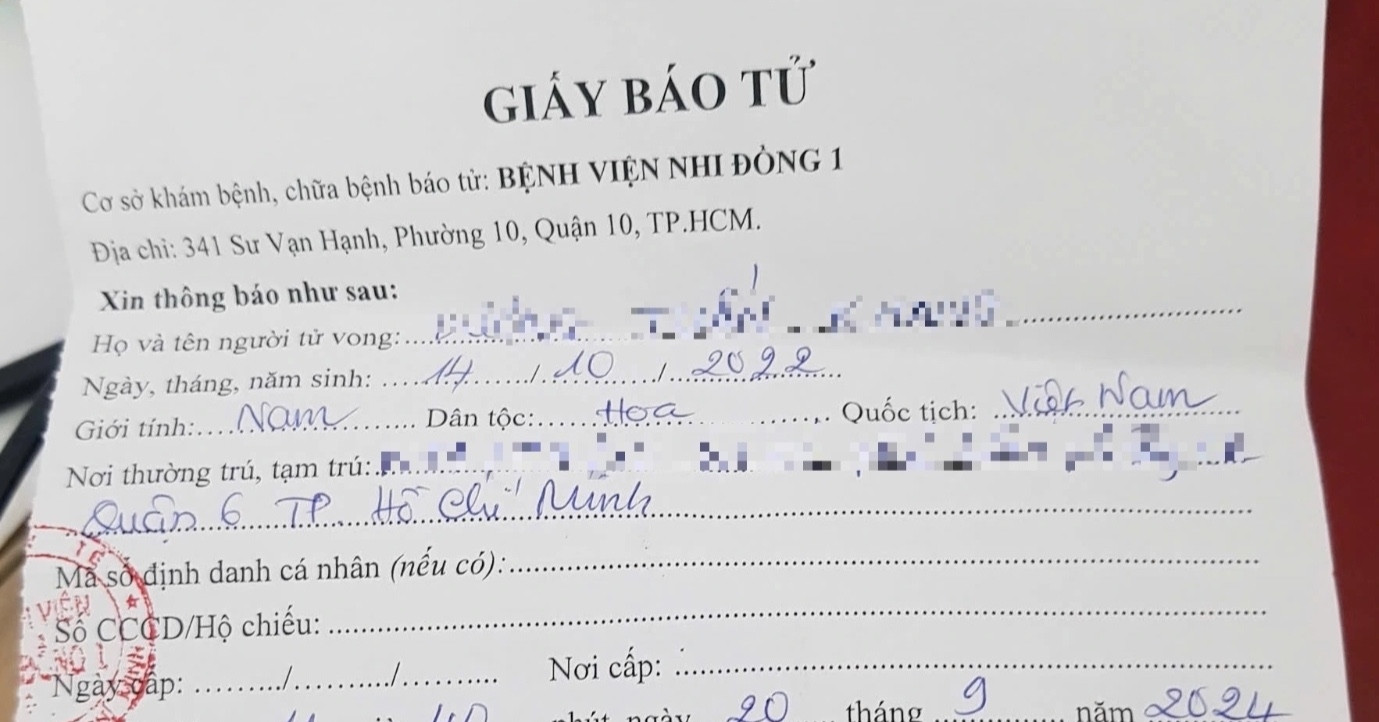 GIẤY BÁO TỬ
Cơ sở khám bệnh, chữa bệnh báo tử: BỆNH VIỆN NHI ĐỒNG 1
Địa chỉ: 341 Sư Vạn Hạnh, Phường 10, Quận 10, TP.HCM.
Xin thông báo như sau:
Họ và tên người tử vong:
Ngày, tháng, năm sinh: 14 / 10 / 2022
Giới tính: Nam Dân tộc: Hoa Quốc tịch: Việt Nam
Nơi thường trú, tạm trú:
Quận 6 TP. Hồ Chí Minh
Mã số định danh cá nhân (nếu có):
Số CCCD/Hộ chiếu:
Ngày cấp: ........./........../.......... Nơi cấp:
phút, ngày 20 tháng 9 năm 2024